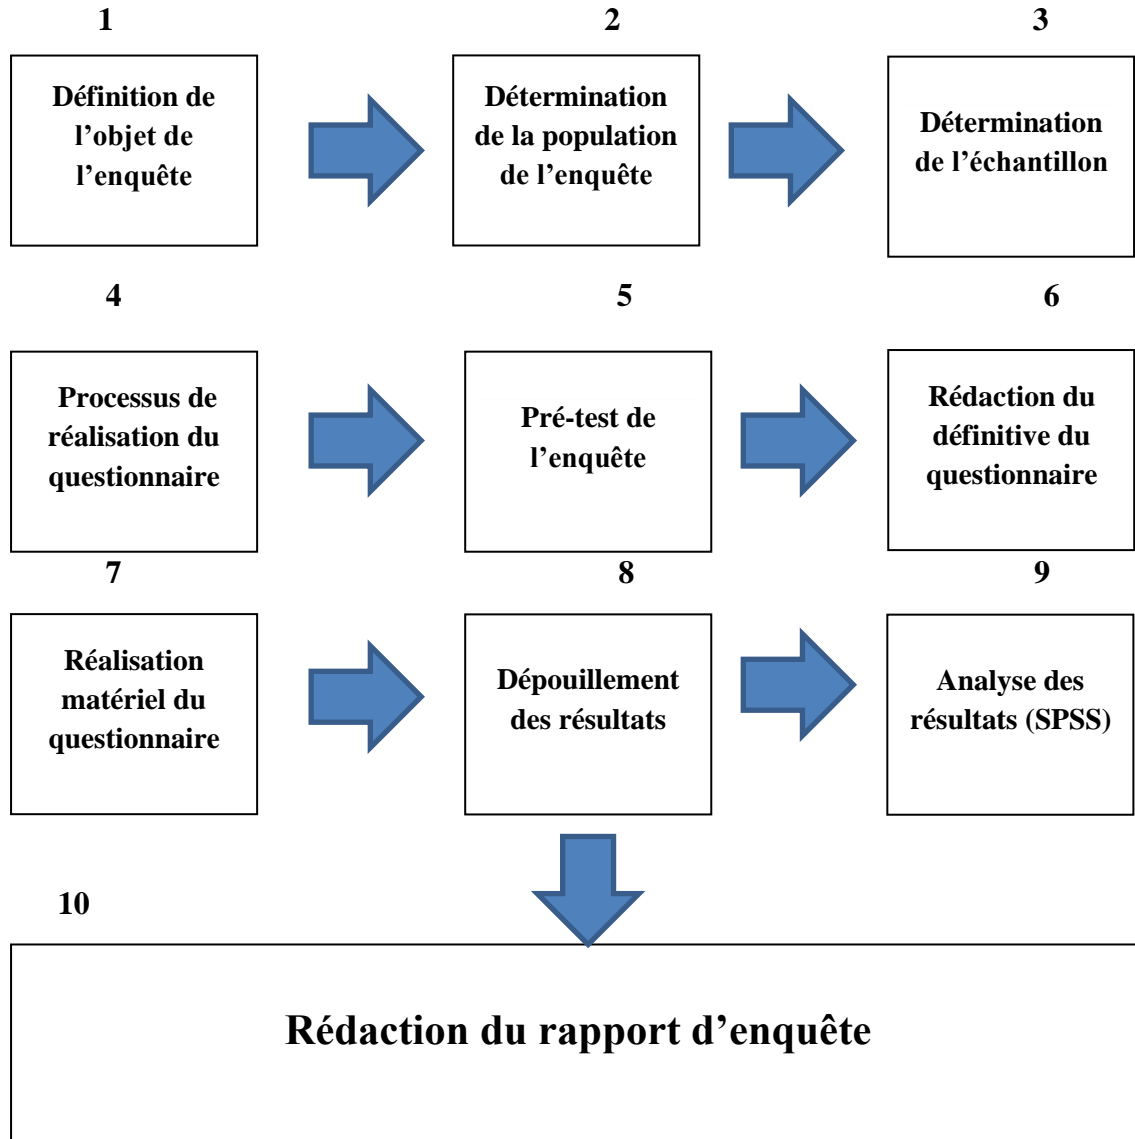 1
2
3
Définition de
l’objet de
l’enquête
Détermination
de la population
de l’enquête
Détermination
de l’échantillon
4
5
6
Processus de
réalisation du
questionnaire
Pré-test de
l’enquête
Rédaction du
définitive du
questionnaire
7
8
9
Réalisation
matériel du
questionnaire
Dépouillement
des résultats
Analyse des
résultats (SPSS)
10
Rédaction du rapport d’enquête